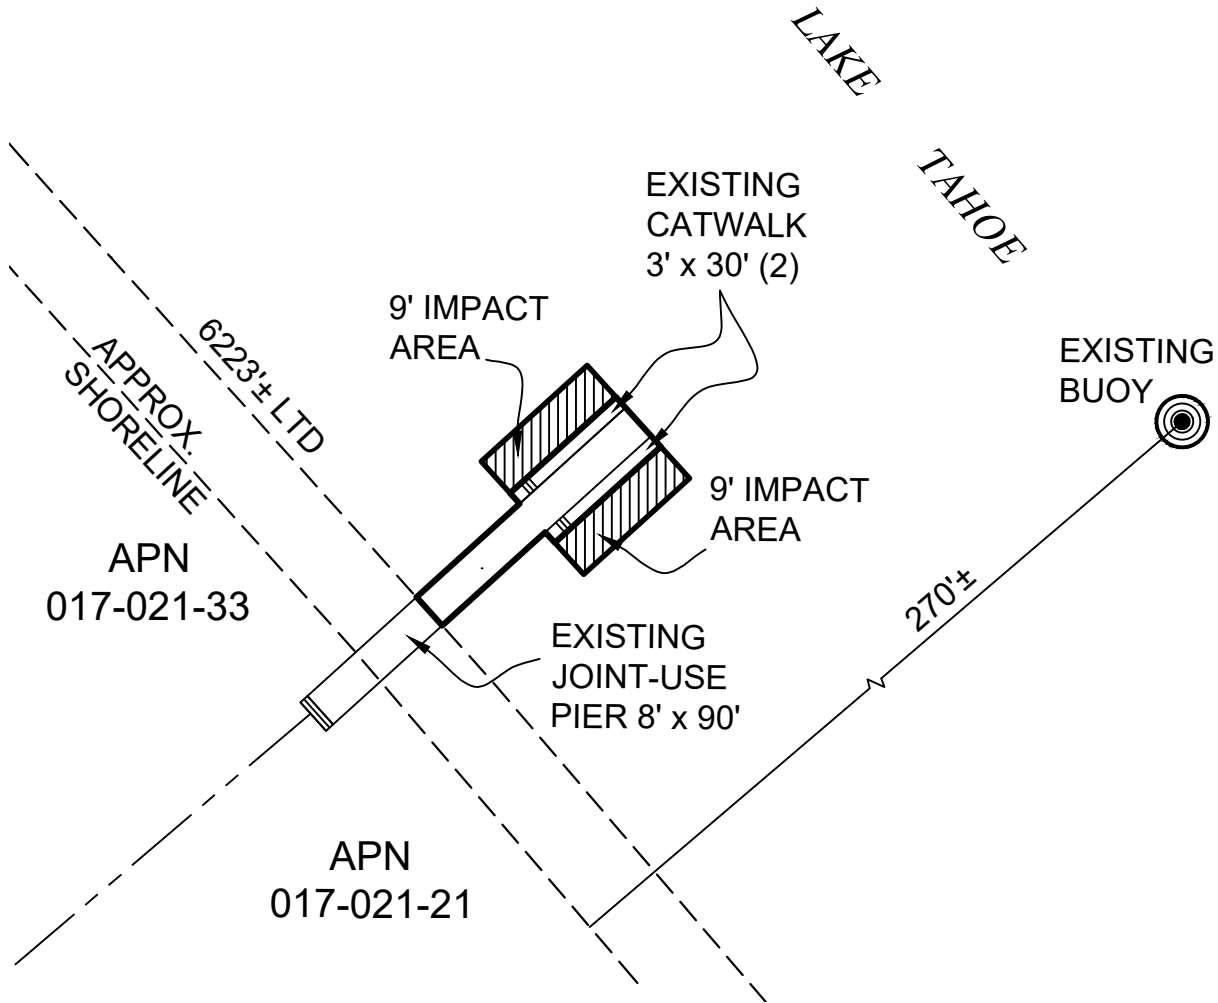 LAKE
TAHOE
EXISTING
CATWALK
3' x 30' (2)
9' IMPACT
AREA
6223'± LTD
APPROX.
SHORELINE
EXISTING
BUOY
9' IMPACT
AREA
APN
017-021-33
270'±
EXISTING
JOINT-USE
PIER 8' x 90'
APN
017-021-21